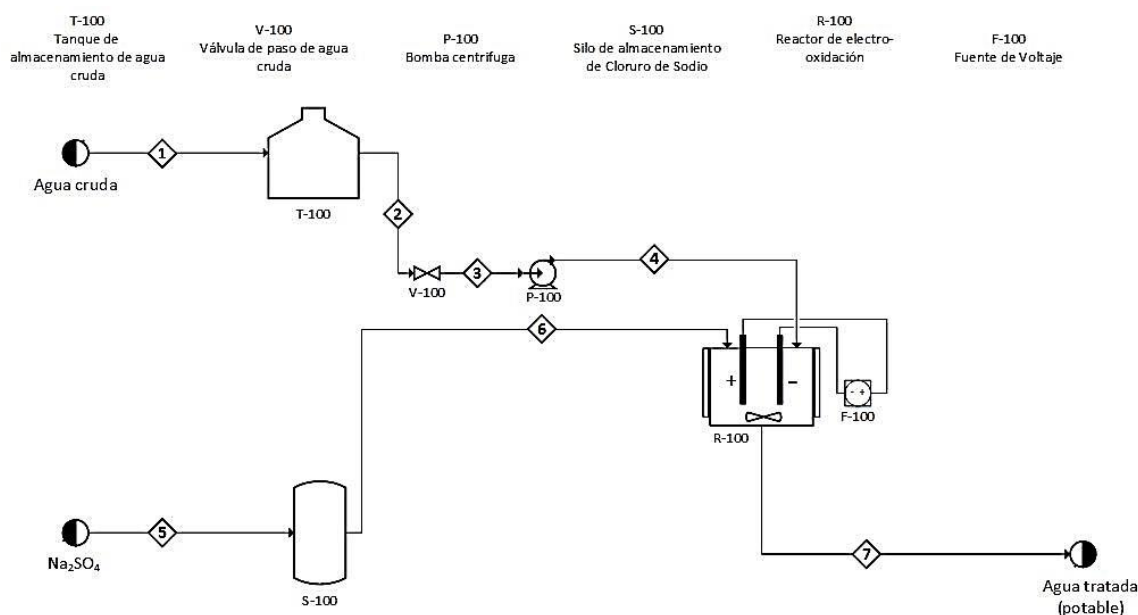 T-100
Tanque de
almacenamiento de agua
cruda
V-100
Válvula de paso de agua
cruda
P-100
Bomba centrifuga
S-100
Silo de almacenamiento
de Cloruro de Sodio
R-100
Reactor de electro-
oxidación
F-100
Fuente de Voltaje
1
Agua cruda
T-100
2
V-100
3
P-100
4
6
+
−
- +
F-100
R-100
5
Na₂SO₄
S-100
7
Agua tratada
(potable)